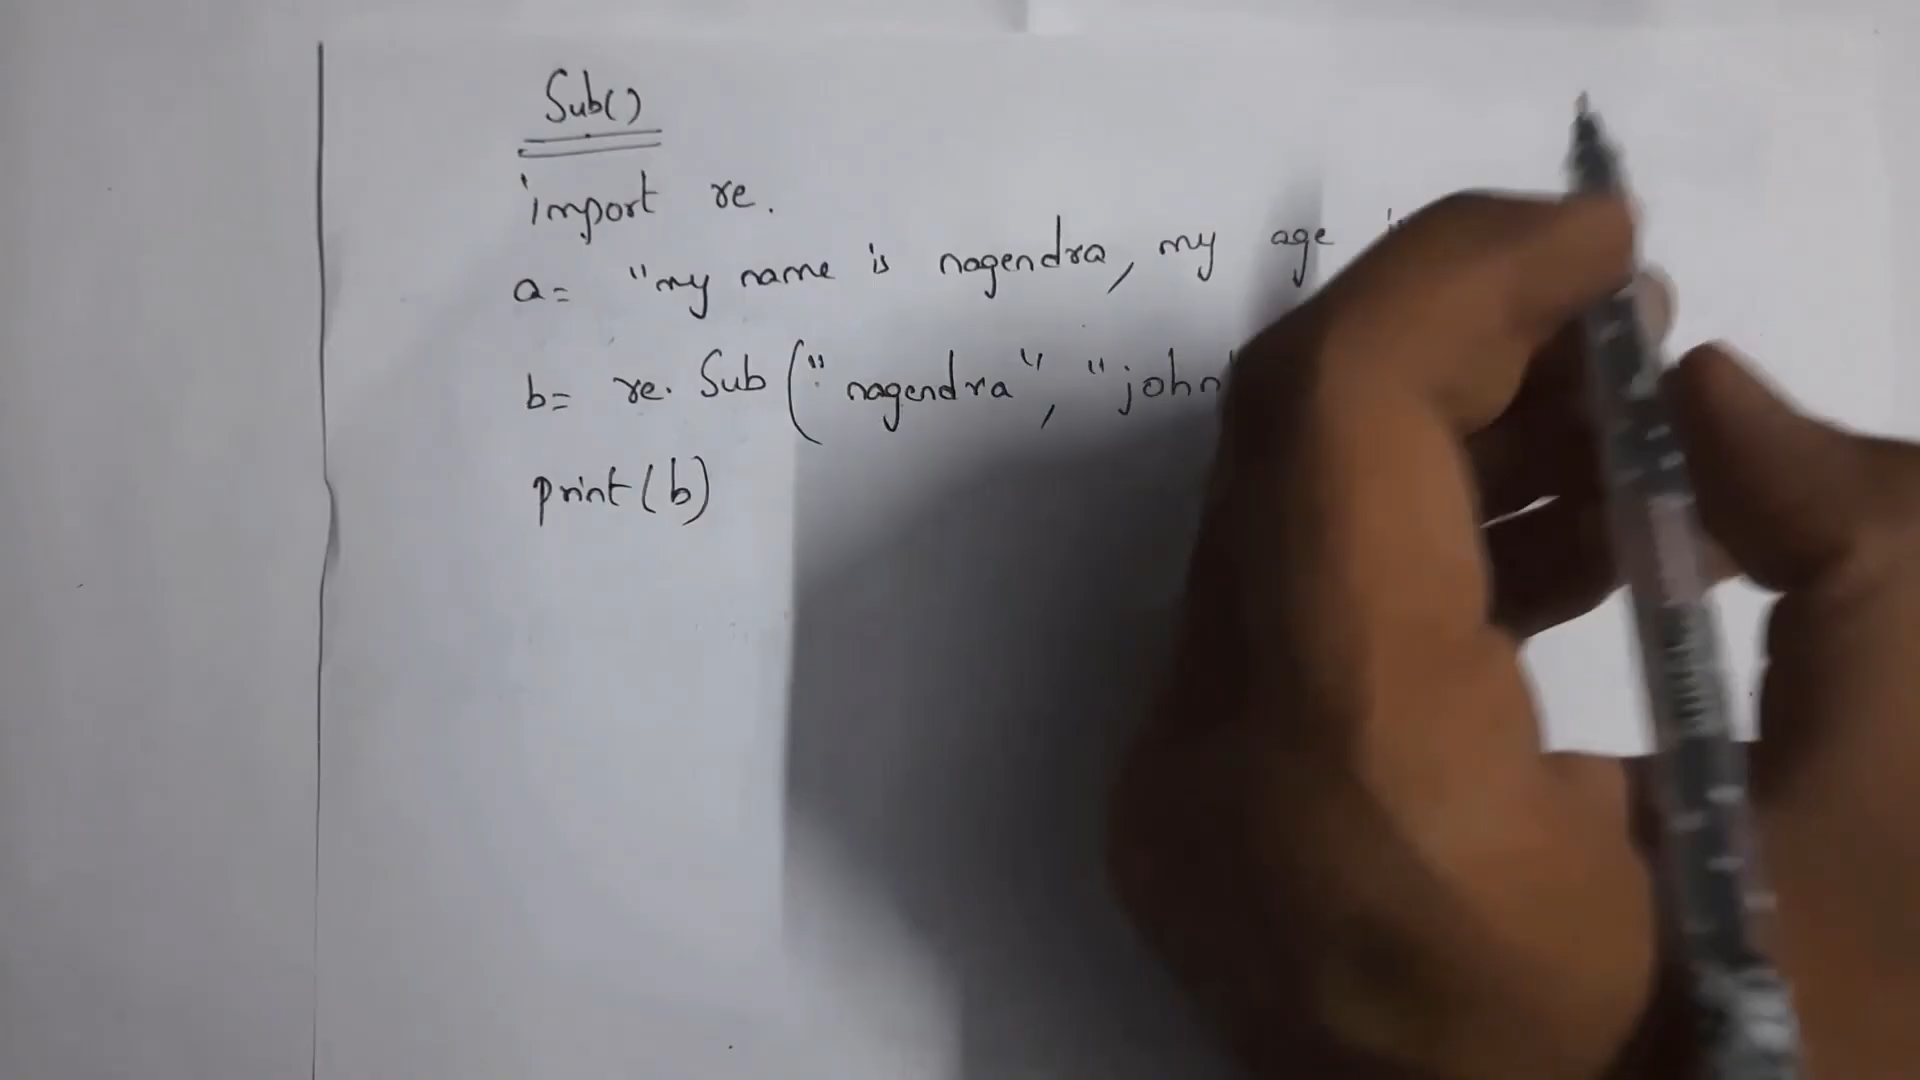 Sub()
import re.
a= "my name is nagendra, my age
b= re. Sub ("nagendra", "john"
print(b)